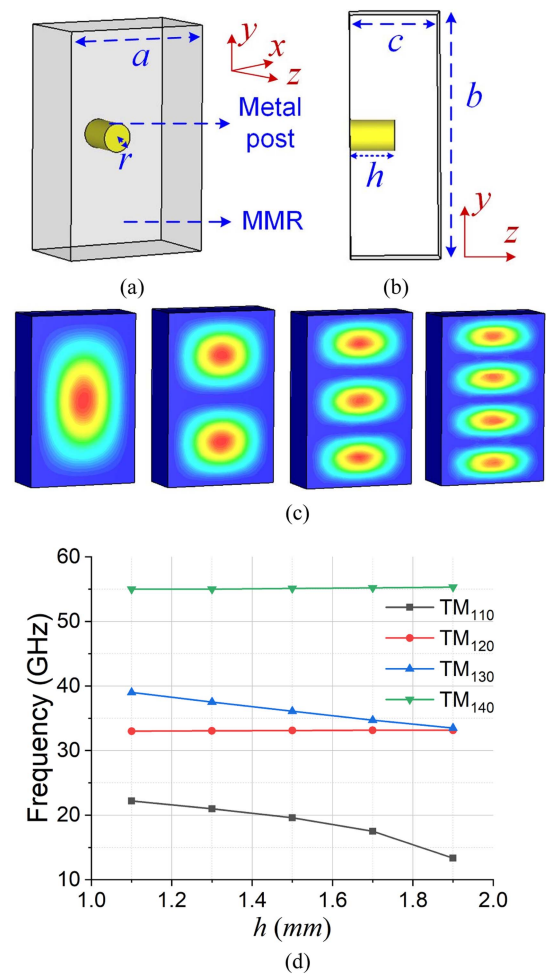 a
y
x
z
Metal
post
r
MMR
c
b
h
y
z
(a)
(b)
(c)
60
50
40
30
20
10
Frequency (GHz)
TM110
TM120
TM130
TM140
1.0 1.2 1.4 1.6 1.8 2.0
h (mm)
(d)